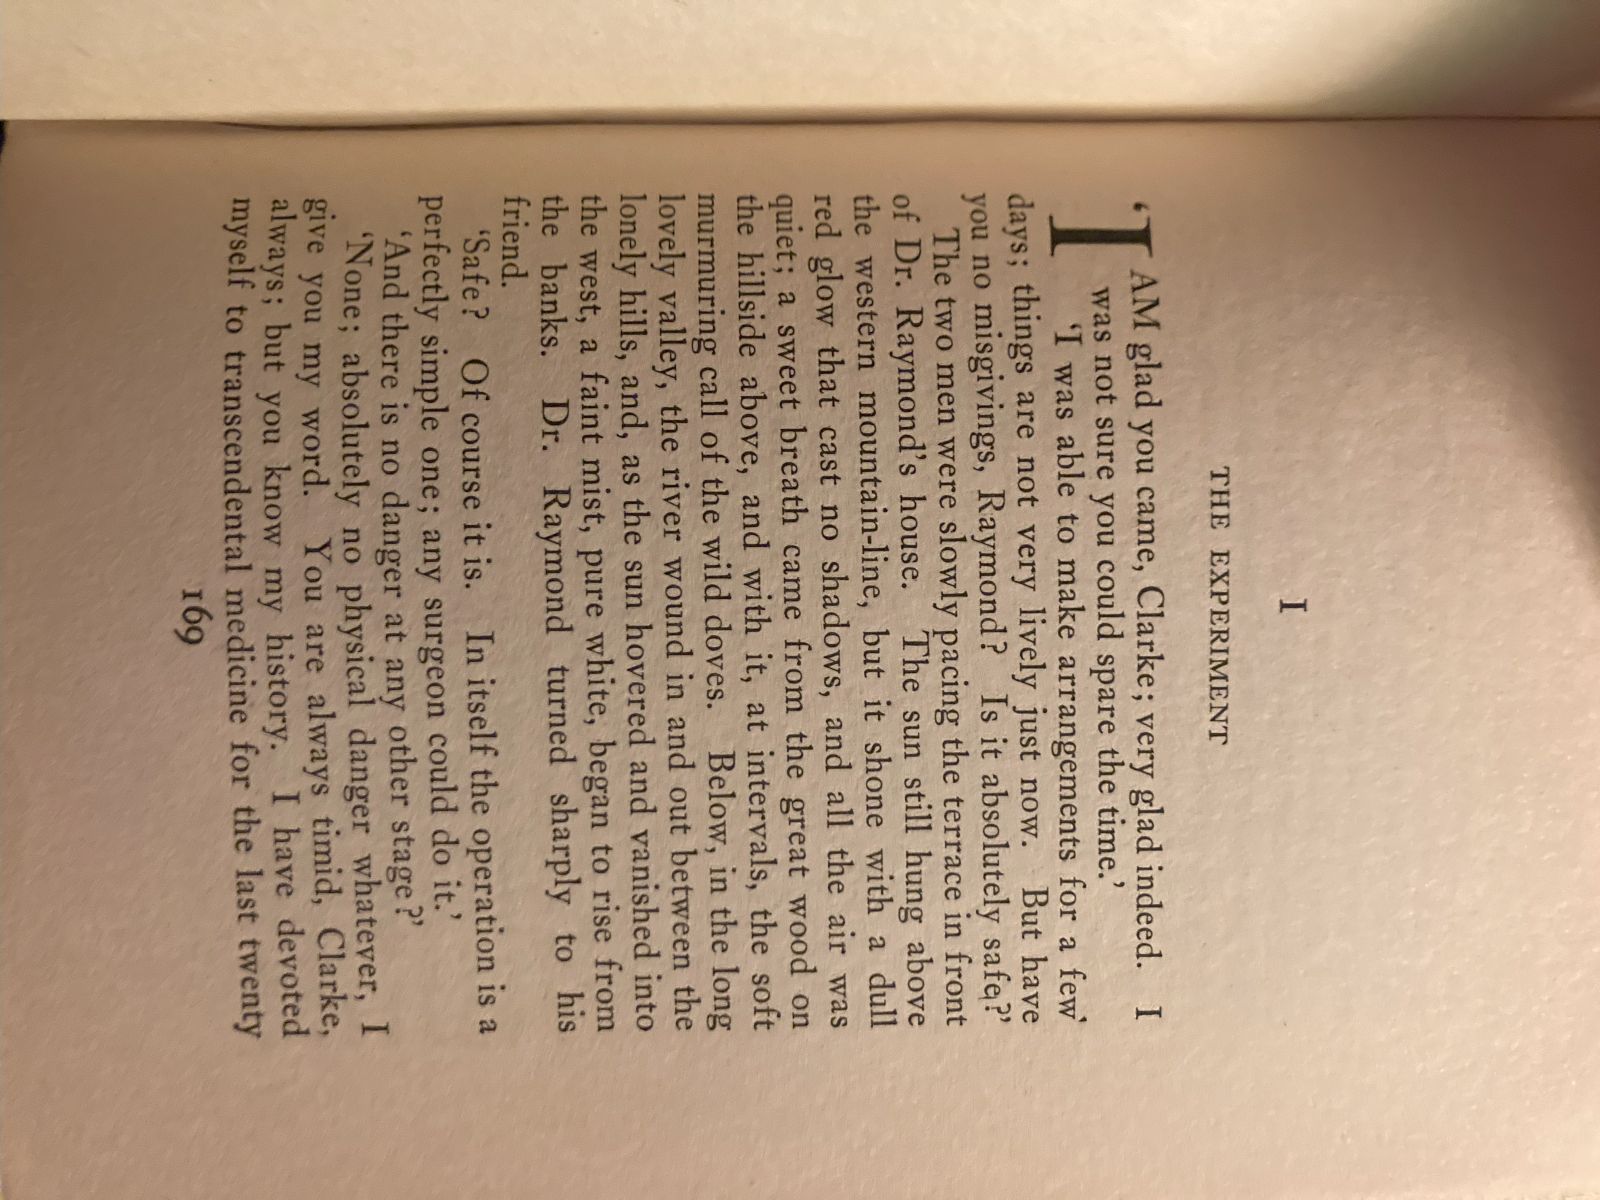 I
THE EXPERIMENT
‘I AM glad you came, Clarke; very glad indeed. I
was not sure you could spare the time.’
‘I was able to make arrangements for a few
days; things are not very lively just now. But have
you no misgivings, Raymond? Is it absolutely safe?’
The two men were slowly pacing the terrace in front
of Dr. Raymond’s house. The sun still hung above
the western mountain-line, but it shone with a dull
red glow that cast no shadows, and all the air was
quiet; a sweet breath came from the great wood on
the hillside above, and with it, at intervals, the soft
murmuring call of the wild doves. Below, in the long
lovely valley, the river wound in and out between the
lonely hills, and, as the sun hovered and vanished into
the west, a faint mist, pure white, began to rise from
the banks. Dr. Raymond turned sharply to his
friend.
‘Safe? Of course it is. In itself the operation is a
perfectly simple one; any surgeon could do it.’
‘And there is no danger at any other stage?’
‘None; absolutely no physical danger whatever, I
give you my word. You are always timid, Clarke,
always; but you know my history. I have devoted
myself to transcendental medicine for the last twenty
169